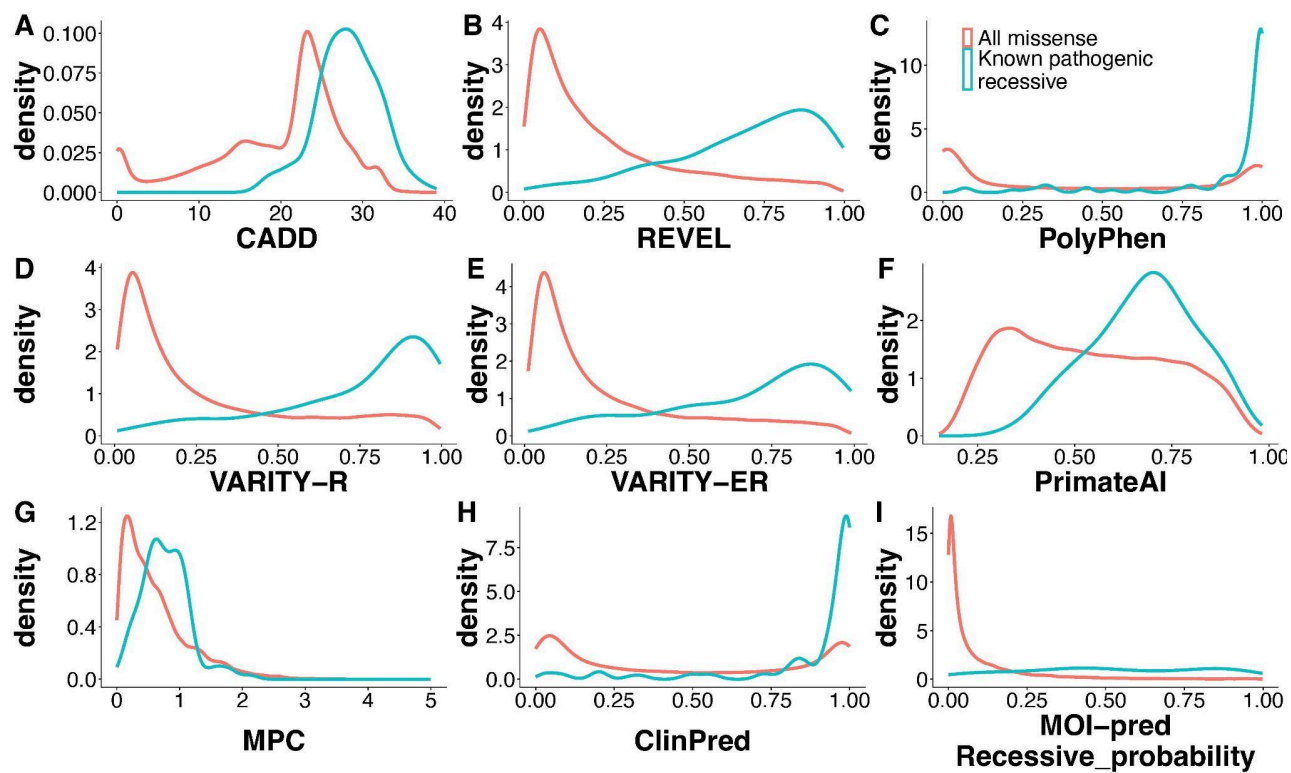 A
density
0.100
0.075
0.050
0.025
0.000
0
10
20
30
40
CADD
B
density
4
3
2
1
0
0.00
0.25
0.50
0.75
1.00
REVEL
C
density
10
5
0
0.00
0.25
0.50
0.75
1.00
PolyPhen
All missense
Known pathogenic
recessive
D
density
4
3
2
1
0
0.00
0.25
0.50
0.75
1.00
VARITY-R
E
density
4
3
2
1
0
0.00
0.25
0.50
0.75
1.00
VARITY-ER
F
density
2
1
0
0.25
0.50
0.75
1.00
PrimateAI
G
density
1.2
0.8
0.4
0.0
0
1
2
3
4
5
MPC
H
density
7.5
5.0
2.5
0.0
0.00
0.25
0.50
0.75
1.00
ClinPred
I
density
15
10
5
0
0.00
0.25
0.50
0.75
1.00
MOI-pred
Recessive_probability